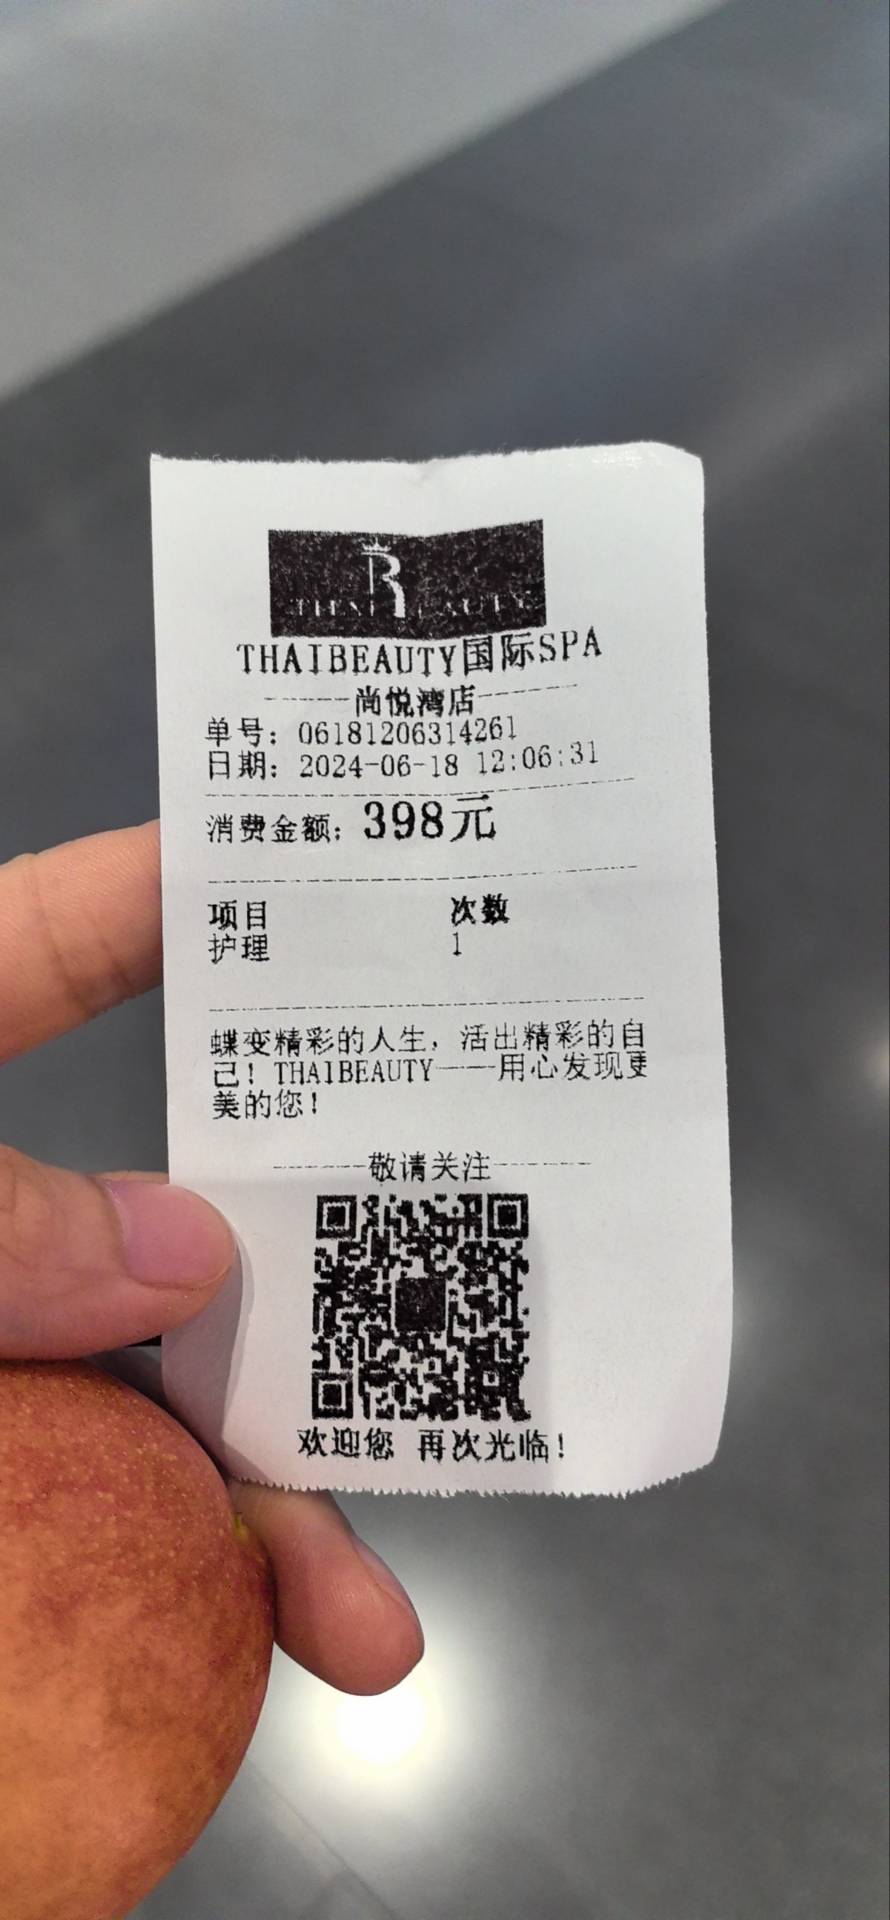 THAIBEAUTY国际SPA
尚悦湾店
单号：06181206314261
日期：2024-06-18 12:06:31
消费金额：398元
项目 次数
护理 1
蝶变精彩的人生，活出精彩的自
己！THAIBEAUTY——用心发现更
美的您！
敬请关注
欢迎您 再次光临！